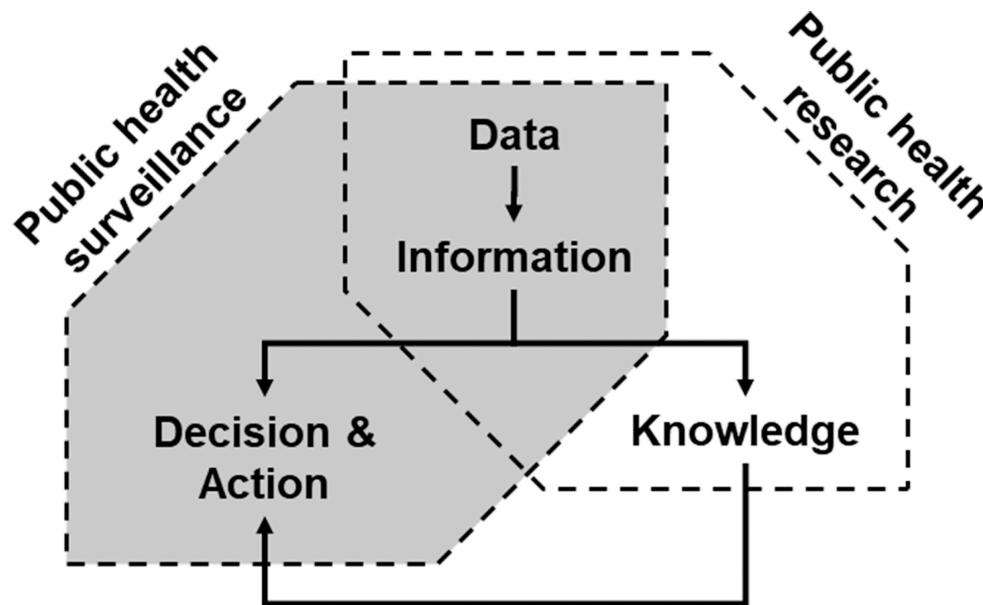 Public health
surveillance
Public health
research
Data
Information
Decision &
Action
Knowledge